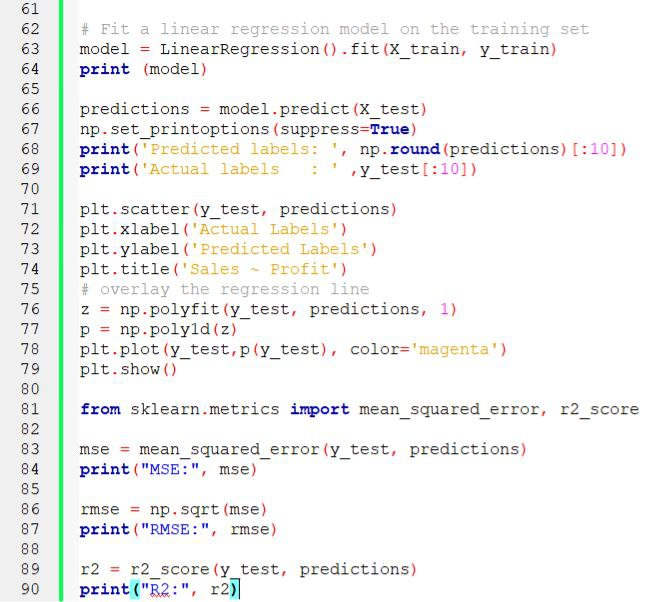 61
62 # Fit a linear regression model on the training set
63 model = LinearRegression().fit(X_train, y_train)
64 print (model)
65
66 predictions = model.predict(X_test)
67 np.set_printoptions(suppress=True)
68 print('Predicted labels: ', np.round(predictions)[:10])
69 print('Actual labels   : ' ,y_test[:10])
70
71 plt.scatter(y_test, predictions)
72 plt.xlabel('Actual Labels')
73 plt.ylabel('Predicted Labels')
74 plt.title('Sales ~ Profit')
75 # overlay the regression line
76 z = np.polyfit(y_test, predictions, 1)
77 p = np.poly1d(z)
78 plt.plot(y_test,p(y_test), color='magenta')
79 plt.show()
80
81 from sklearn.metrics import mean_squared_error, r2_score
82
83 mse = mean_squared_error(y_test, predictions)
84 print("MSE:", mse)
85
86 rmse = np.sqrt(mse)
87 print("RMSE:", rmse)
88
89 r2 = r2_score(y_test, predictions)
90 print("R2:", r2)